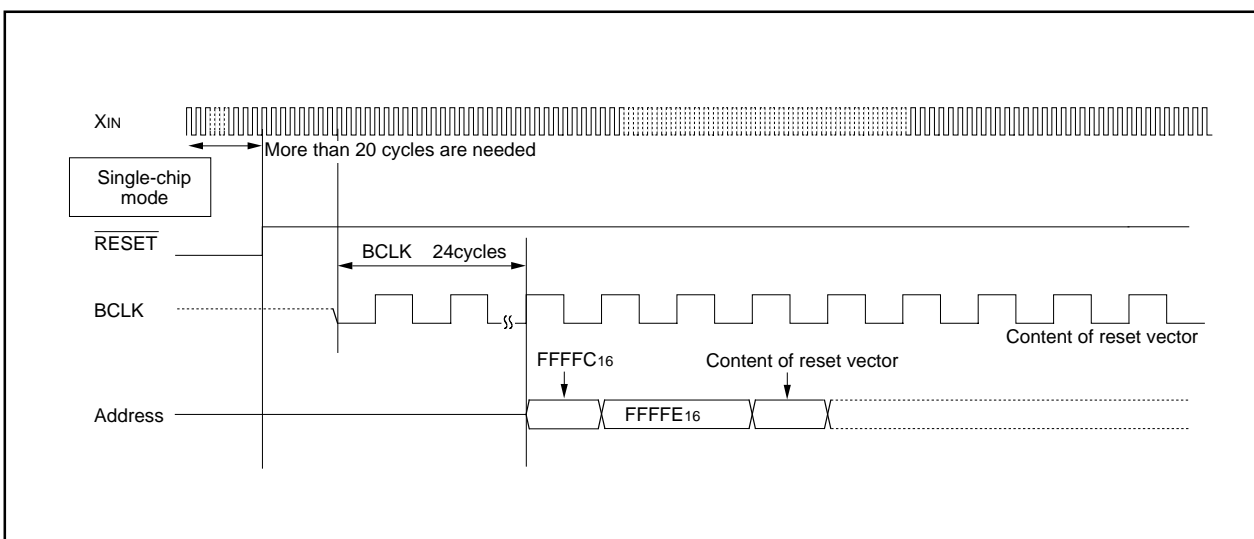 XIN
More than 20 cycles are needed
Single-chip
mode
RESET
BCLK 24cycles
BCLK
Content of reset vector
FFFFC16
Content of reset vector
Address
FFFFE16